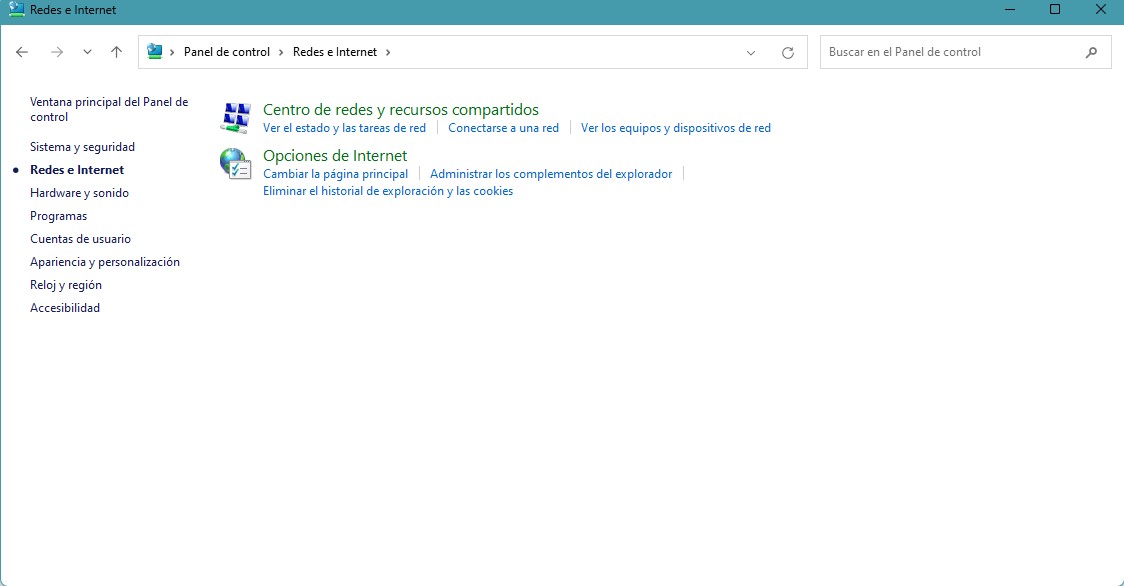 Redes e Internet
Panel de control
Redes e Internet
Buscar en el Panel de control
Ventana principal del Panel de
control
Sistema y seguridad
Redes e Internet
Hardware y sonido
Programas
Cuentas de usuario
Apariencia y personalización
Reloj y región
Accesibilidad
Centro de redes y recursos compartidos
Ver el estado y las tareas de red
Conectarse a una red
Ver los equipos y dispositivos de red
Opciones de Internet
Cambiar la página principal
Administrar los complementos del explorador
Eliminar el historial de exploración y las cookies